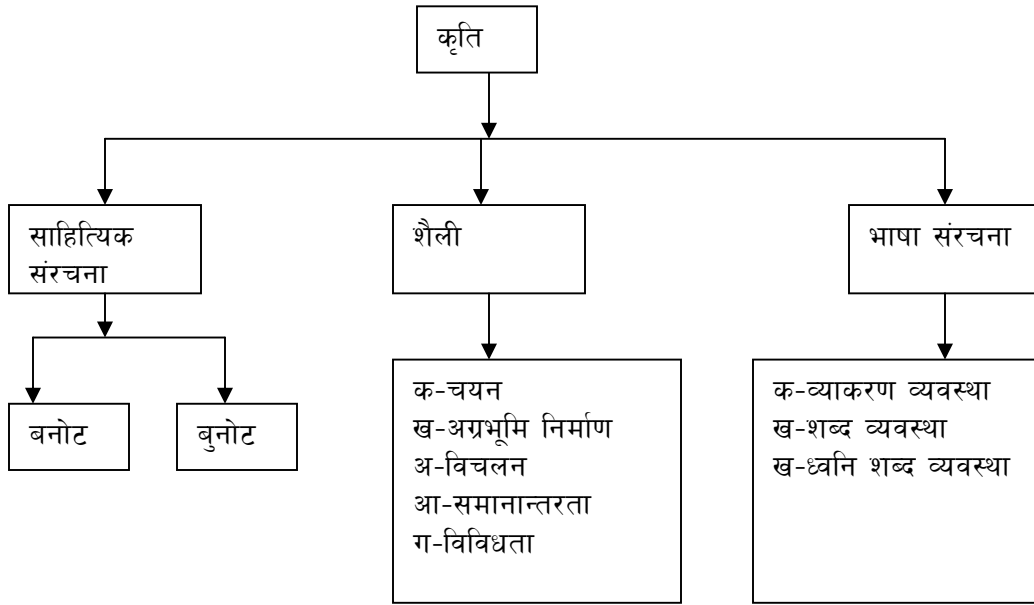 कृति
साहित्यिक
संरचना
शैली
भाषा संरचना
बनोट
बुनोट
क-चयन
ख-अग्रभूमि निर्माण
अ-विचलन
आ-समानान्तरता
ग-विविधता
क-व्याकरण व्यवस्था
ख-शब्द व्यवस्था
ख-ध्वनि शब्द व्यवस्था